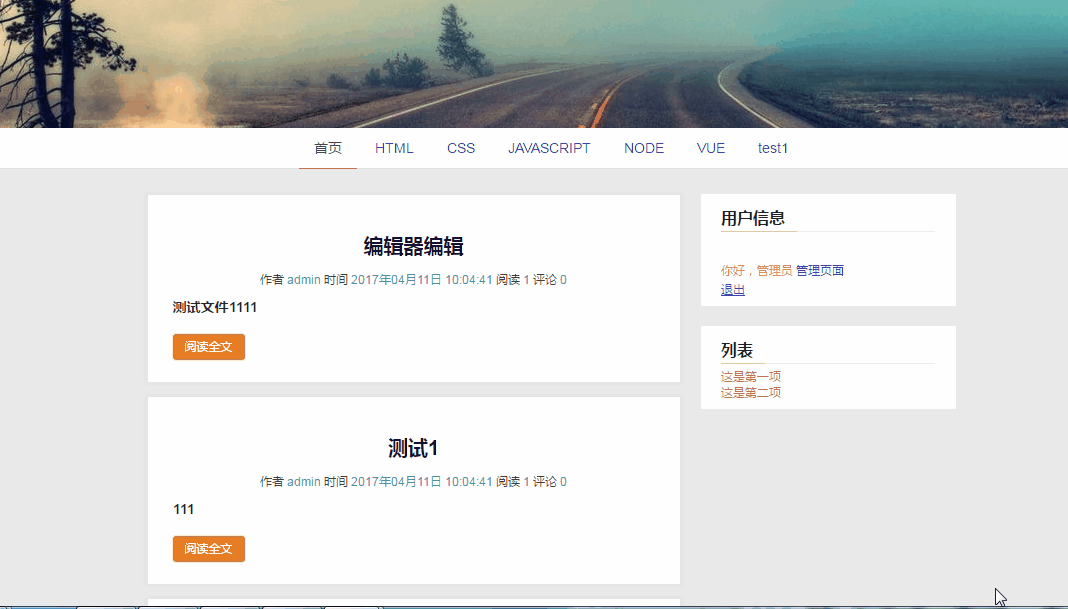 首页 HTML CSS JAVASCRIPT NODE VUE test1
编辑器编辑
作者 admin 时间 2017年04月11日 10:04:41 阅读 1 评论 0
测试文件1111
阅读全文
测试1
作者 admin 时间 2017年04月11日 10:04:41 阅读 1 评论 0
111
阅读全文
用户信息
你好，管理员 管理页面
退出
列表
这是第一项
这是第二项